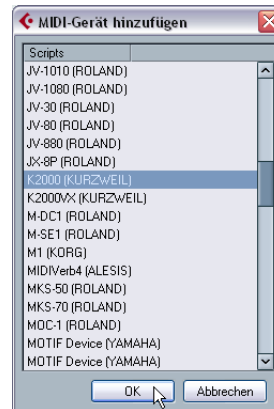 MIDI-Gerät hinzufügen
Scripts
JV-1010 (ROLAND)
JV-1080 (ROLAND)
JV-30 (ROLAND)
JV-80 (ROLAND)
JV-880 (ROLAND)
JX-8P (ROLAND)
K2000 (KURZWEIL)
K2000VX (KURZWEIL)
M-DC1 (ROLAND)
M-SE1 (ROLAND)
M1 (KORG)
MIDIVerb4 (ALESIS)
MKS-50 (ROLAND)
MKS-70 (ROLAND)
MOC-1 (ROLAND)
MOTIF Device (YAMAHA)
MOTIF Device (YAMAHA)
OK Abbrechen